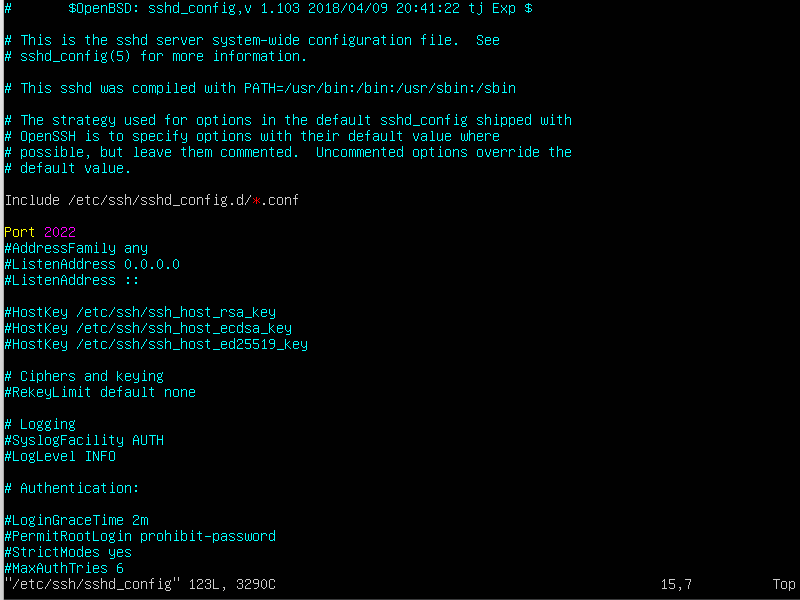 #       $OpenBSD: sshd_config,v 1.103 2018/04/09 20:41:22 tj Exp $
# This is the sshd server system-wide configuration file.  See
# sshd_config(5) for more information.
# This sshd was compiled with PATH=/usr/bin:/bin:/usr/sbin:/sbin
# The strategy used for options in the default sshd_config shipped with
# OpenSSH is to specify options with their default value where
# possible, but leave them commented.  Uncommented options override the
# default value.
Include /etc/ssh/sshd_config.d/*.conf
Port 2022
#AddressFamily any
#ListenAddress 0.0.0.0
#ListenAddress ::
#HostKey /etc/ssh/ssh_host_rsa_key
#HostKey /etc/ssh/ssh_host_ecdsa_key
#HostKey /etc/ssh/ssh_host_ed25519_key
# Ciphers and keying
#RekeyLimit default none
# Logging
#SyslogFacility AUTH
#LogLevel INFO
# Authentication:
#LoginGraceTime 2m
#PermitRootLogin prohibit-password
#StrictModes yes
#MaxAuthTries 6
"/etc/ssh/sshd_config" 123L, 3290C 15,7 Top